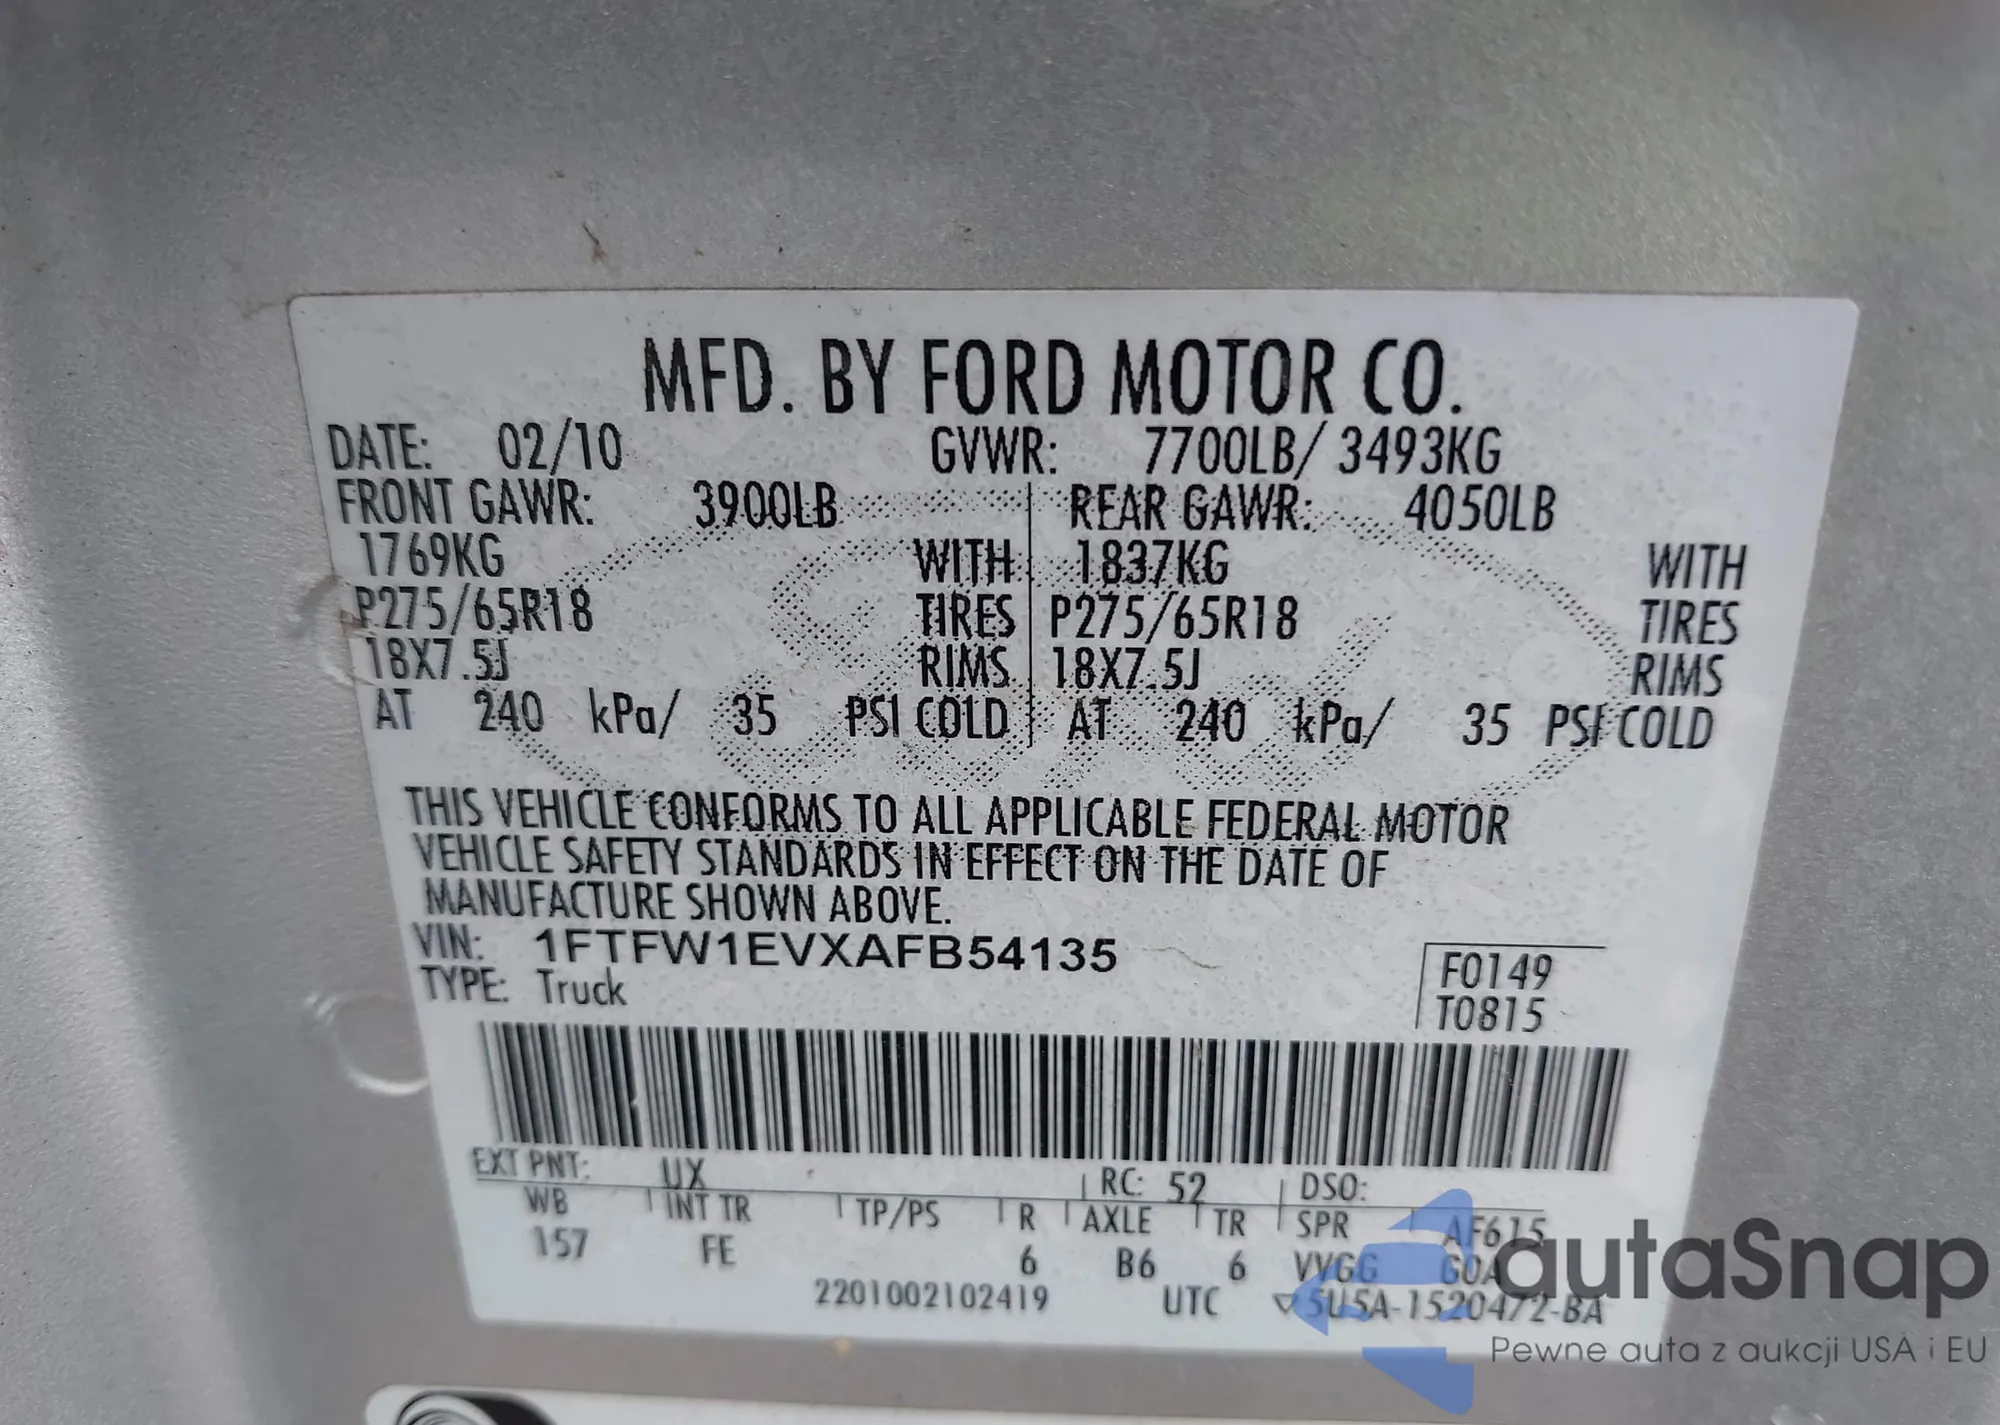 MFD. BY FORD MOTOR CO.
DATE: 02/10 GVWR: 7700LB/ 3493KG
FRONT GAWR: 3900LB REAR GAWR: 4050LB
1769KG WITH 1837KG WITH
P275/65R18 TIRES P275/65R18 TIRES
18X7.5J RIMS 18X7.5J RIMS
AT 240 kPa/ 35 PSI COLD AT 240 kPa/ 35 PSI COLD
THIS VEHICLE CONFORMS TO ALL APPLICABLE FEDERAL MOTOR
VEHICLE SAFETY STANDARDS IN EFFECT ON THE DATE OF
MANUFACTURE SHOWN ABOVE.
VIN: 1FTFW1EVXAFB54135
TYPE: Truck
F0149
T0815
EXT PNT: UX RC: 52 DSO:
WB INT TR TP/PS R AXLE TR SPR AF615
157 FE 6 B6 6 VVGG GOA
2201002102419 UTC 5U5A-1520472-BA
autaSnap
Pewne auta z aukcji USA i EU